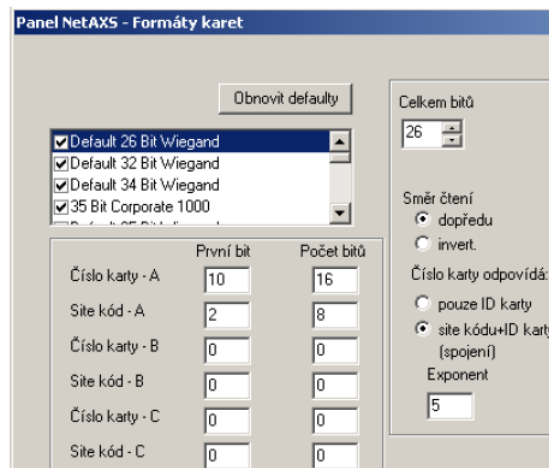 Panel NetAXS - Formáty karet
Obnovit defaulty
Default 26 Bit Wiegand
Default 32 Bit Wiegand
Default 34 Bit Wiegand
35 Bit Corporate 1000
První bit Počet bitů
Číslo karty - A 10 16
Site kód - A 2 8
Číslo karty - B 0 0
Site kód - B 0 0
Číslo karty - C 0 0
Site kód - C 0 0
Celkem bitů
26
Směr čtení
dopředu
invert.
Číslo karty odpovídá:
pouze ID karty
site kódu+ID karty
(spojení)
Exponent
5